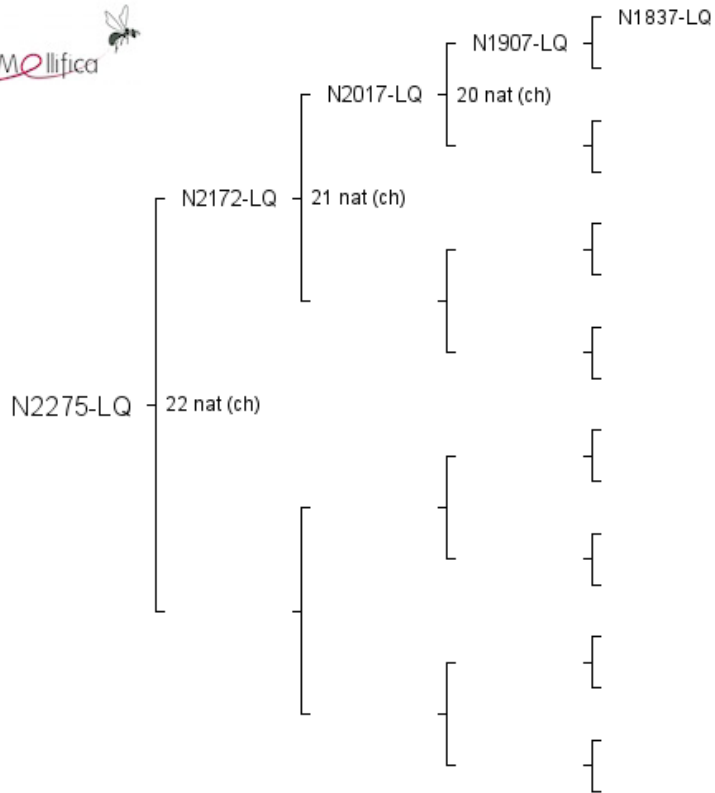 Mellifica
N1837-LQ
N1907-LQ
N2017-LQ
20 nat (ch)
N2172-LQ
21 nat (ch)
N2275-LQ
22 nat (ch)